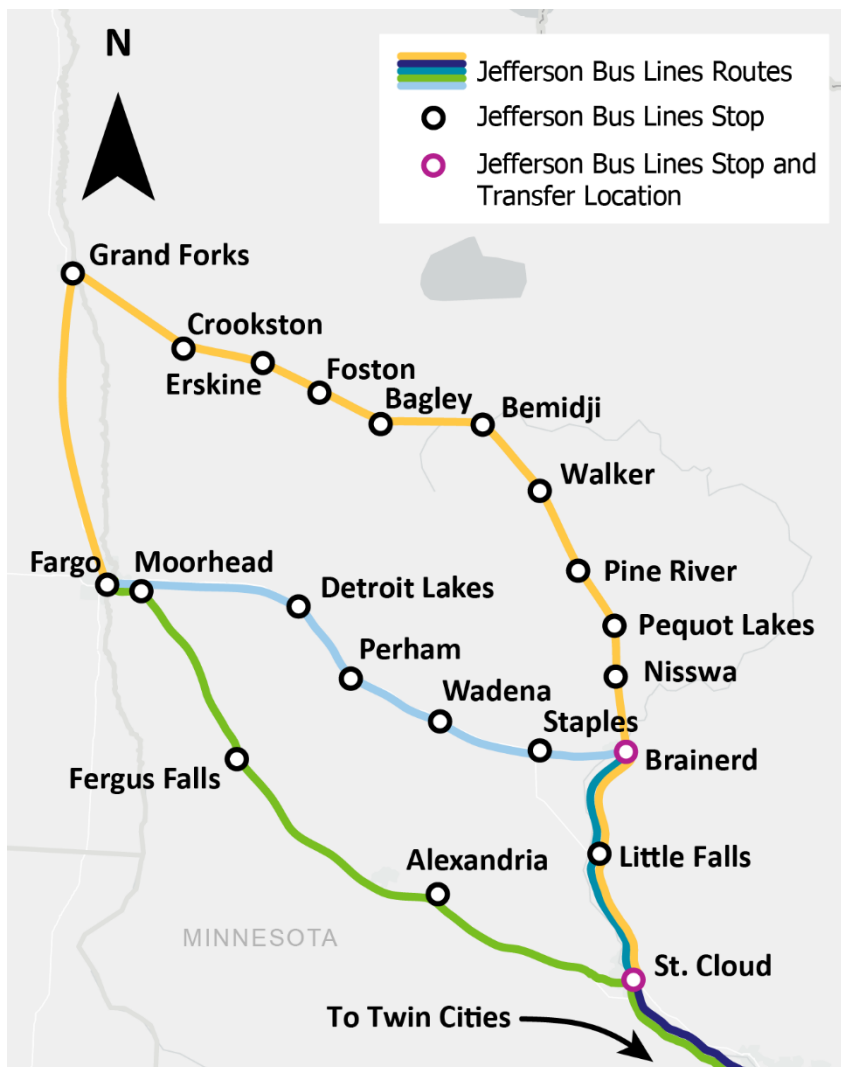 N
Jefferson Bus Lines Routes
Jefferson Bus Lines Stop
Jefferson Bus Lines Stop and
Transfer Location
Grand Forks
Crookston
Erskine
Foston
Bagley
Bemidji
Walker
Pine River
Pequot Lakes
Nisswa
Fargo
Moorhead
Detroit Lakes
Perham
Wadena
Staples
Brainerd
Fergus Falls
Alexandria
Little Falls
MINNESOTA
St. Cloud
To Twin Cities